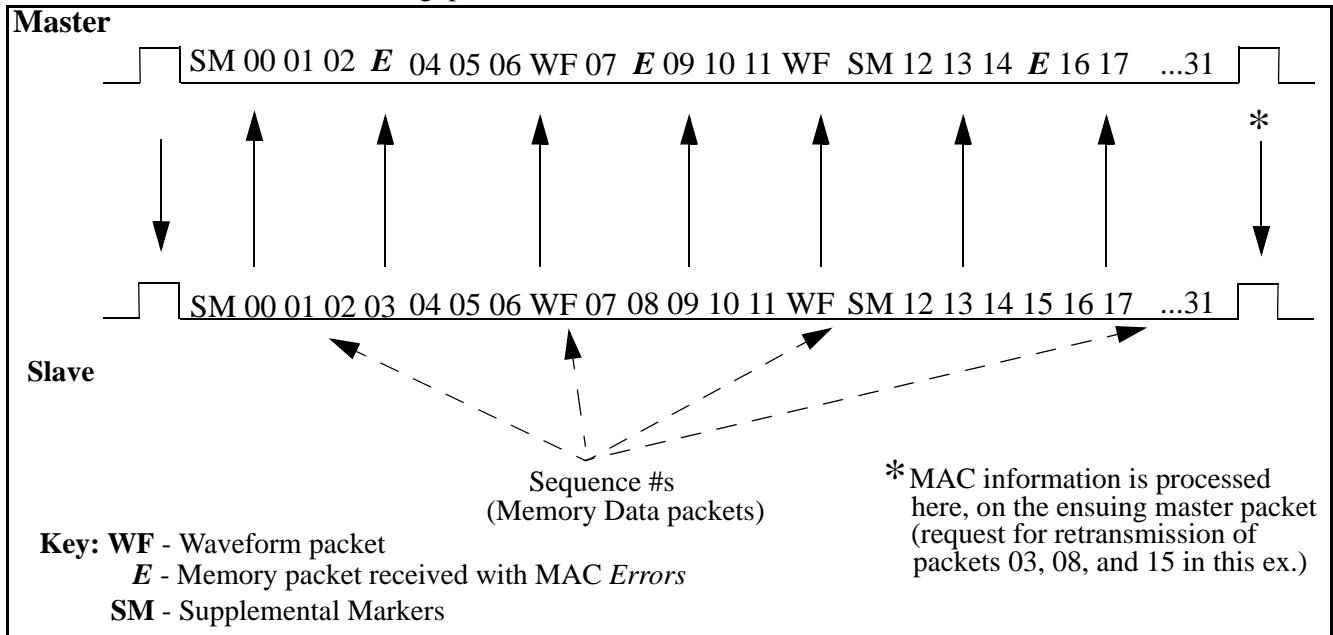 Master
SM 00 01 02 E 04 05 06 WF 07 E 09 10 11 WF SM 12 13 14 E 16 17 ...31
*
SM 00 01 02 03 04 05 06 WF 07 08 09 10 11 WF SM 12 13 14 15 16 17 ...31
Slave
Sequence #s
(Memory Data packets)
* MAC information is processed
here, on the ensuing master packet
(request for retransmission of
packets 03, 08, and 15 in this ex.)
Key: WF - Waveform packet
E - Memory packet received with MAC Errors
SM - Supplemental Markers